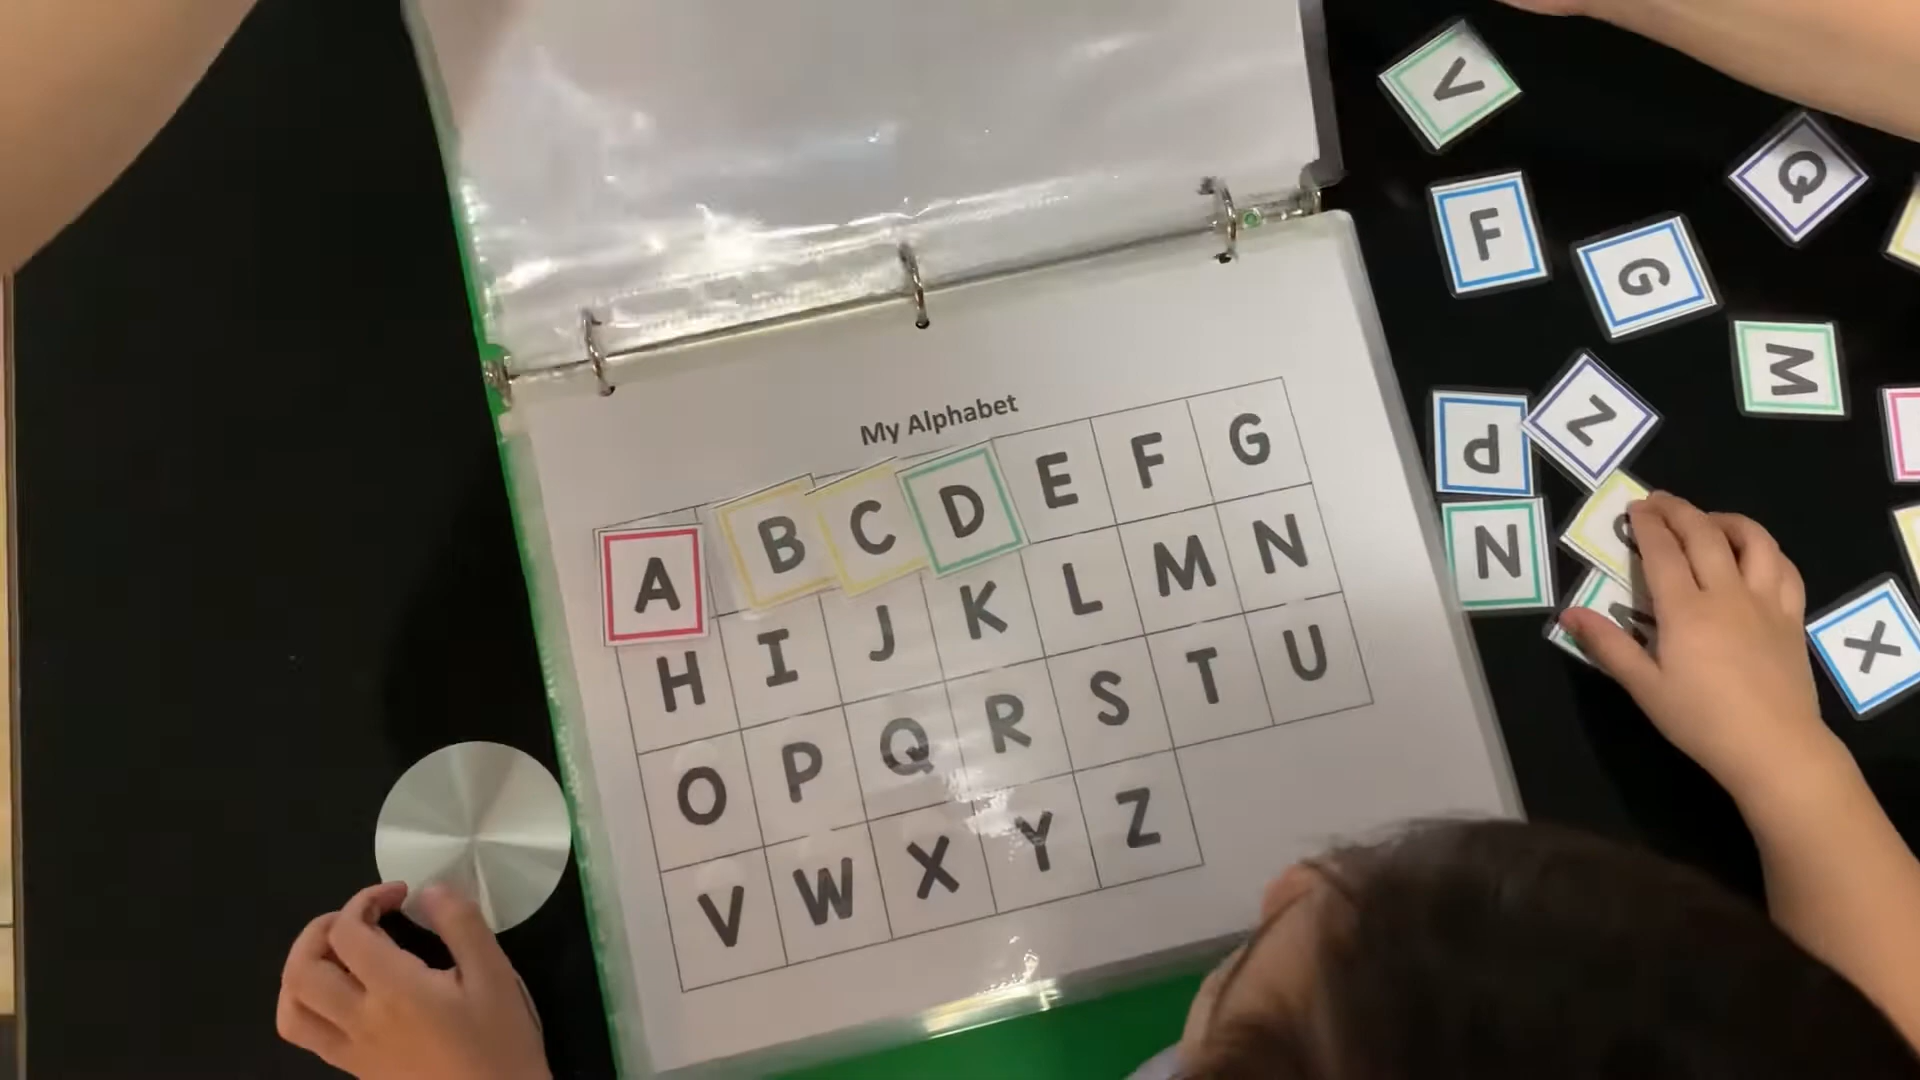 My Alphabet
A B C D E F G
H I J K L M N
O P Q R S T U
V W X Y Z
V
Q
F
G
M
P
Z
N
X